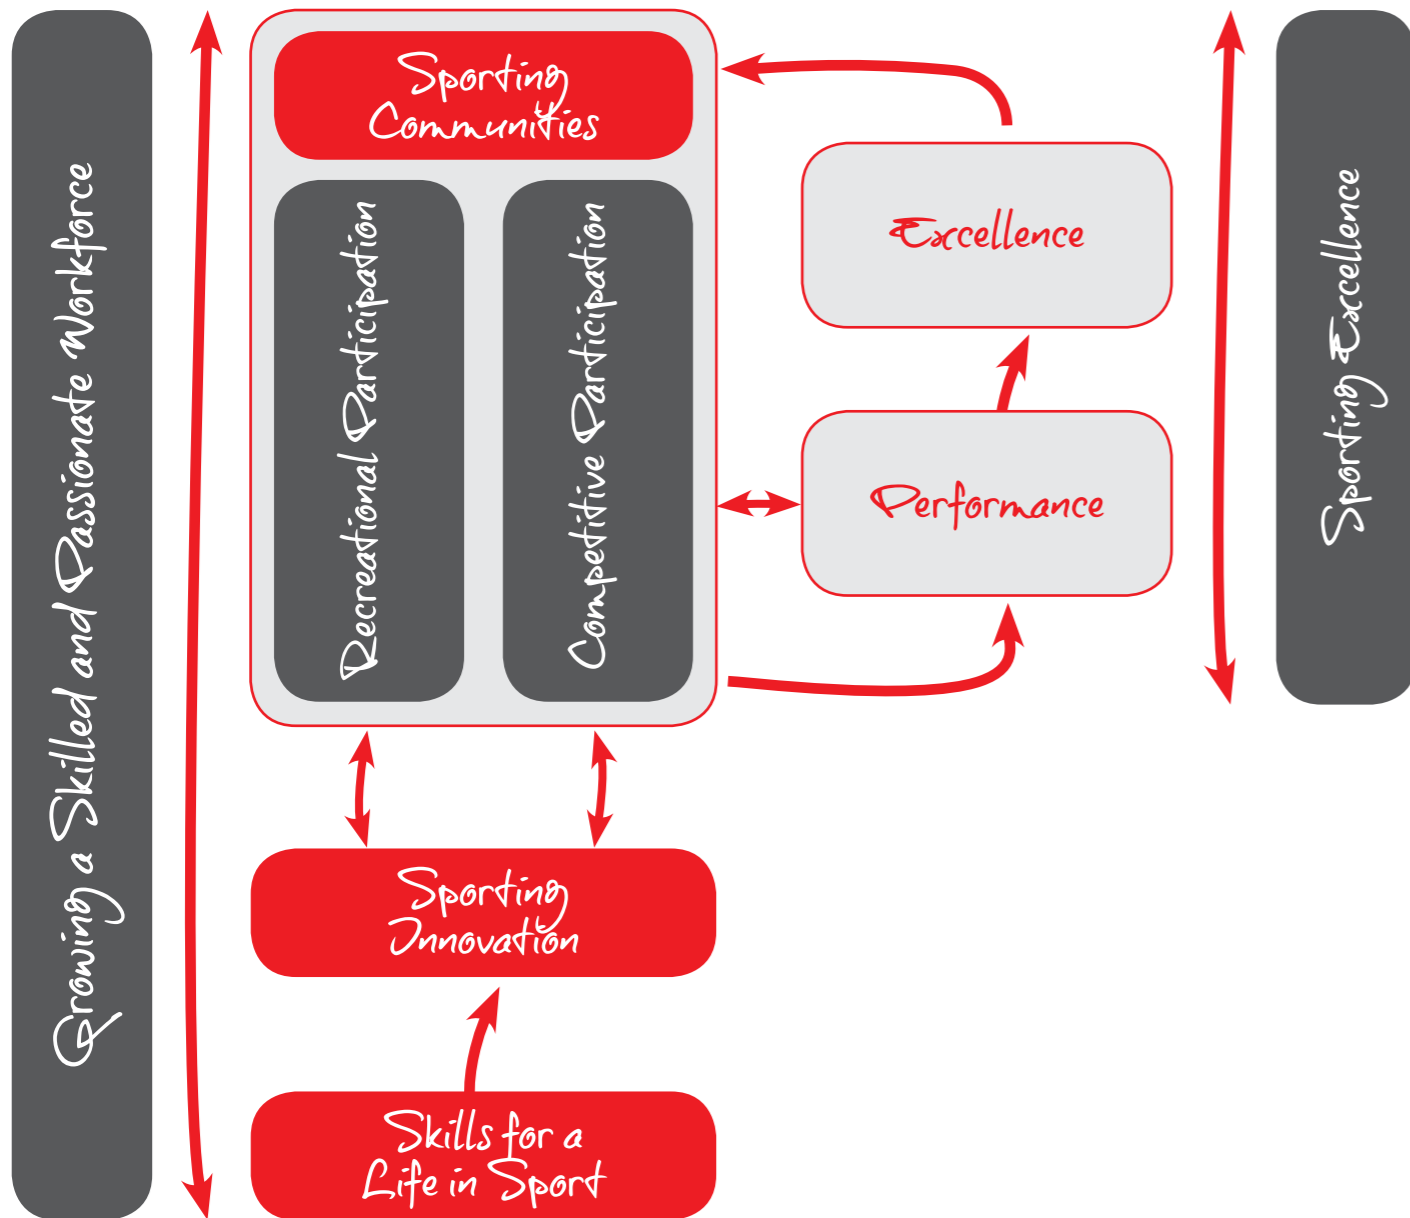 Growing a Skilled and Passionate Workforce
Sporting
Communities
Recreational Participation
Competitive Participation
Excellence
Performance
Sporting Excellence
Sporting
Innovation
Skills for a
Life in Sport